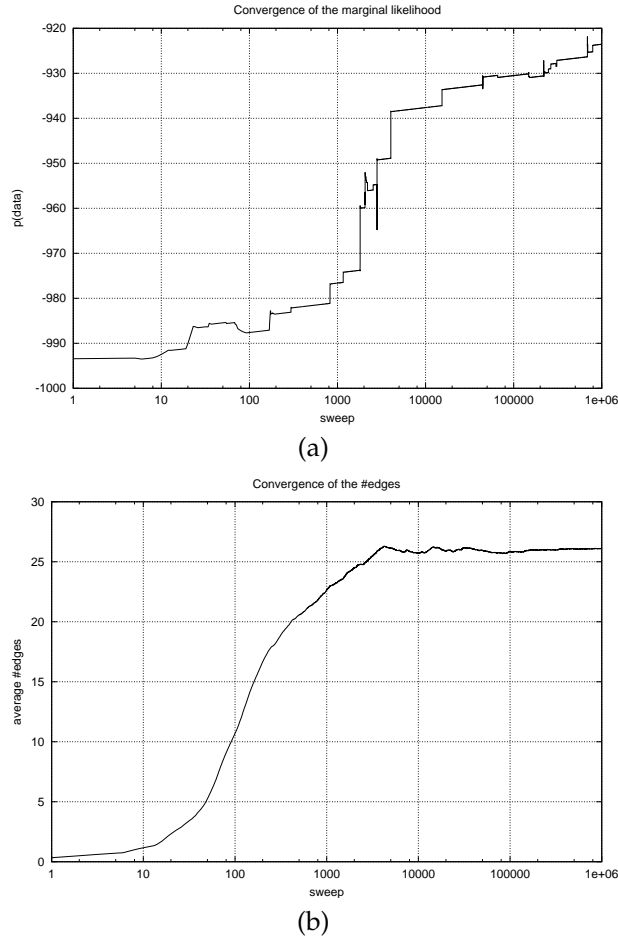 Convergence of the marginal likelihood
-920
-930
-940
-950
-960
-970
-980
-990
-1000
p(data)
1 10 100 1000 10000 100000 1e+06
sweep
(a)
Convergence of the #edges
30
25
20
15
10
5
0
average #edges
1 10 100 1000 10000 100000 1e+06
sweep
(b)